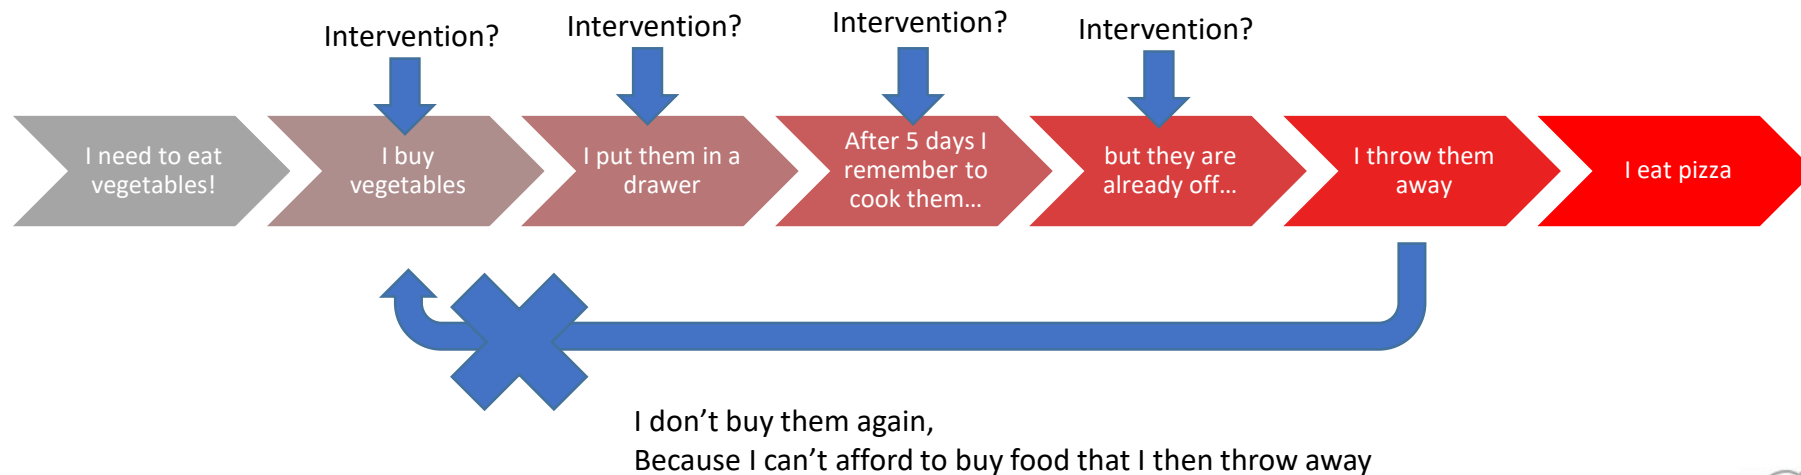 Intervention?
Intervention?
Intervention?
Intervention?
I need to eat
vegetables!
I buy
vegetables
I put them in a
drawer
After 5 days I
remember to
cook them…
but they are
already off…
I throw them
away
I eat pizza
I don’t buy them again,
Because I can’t afford to buy food that I then throw away